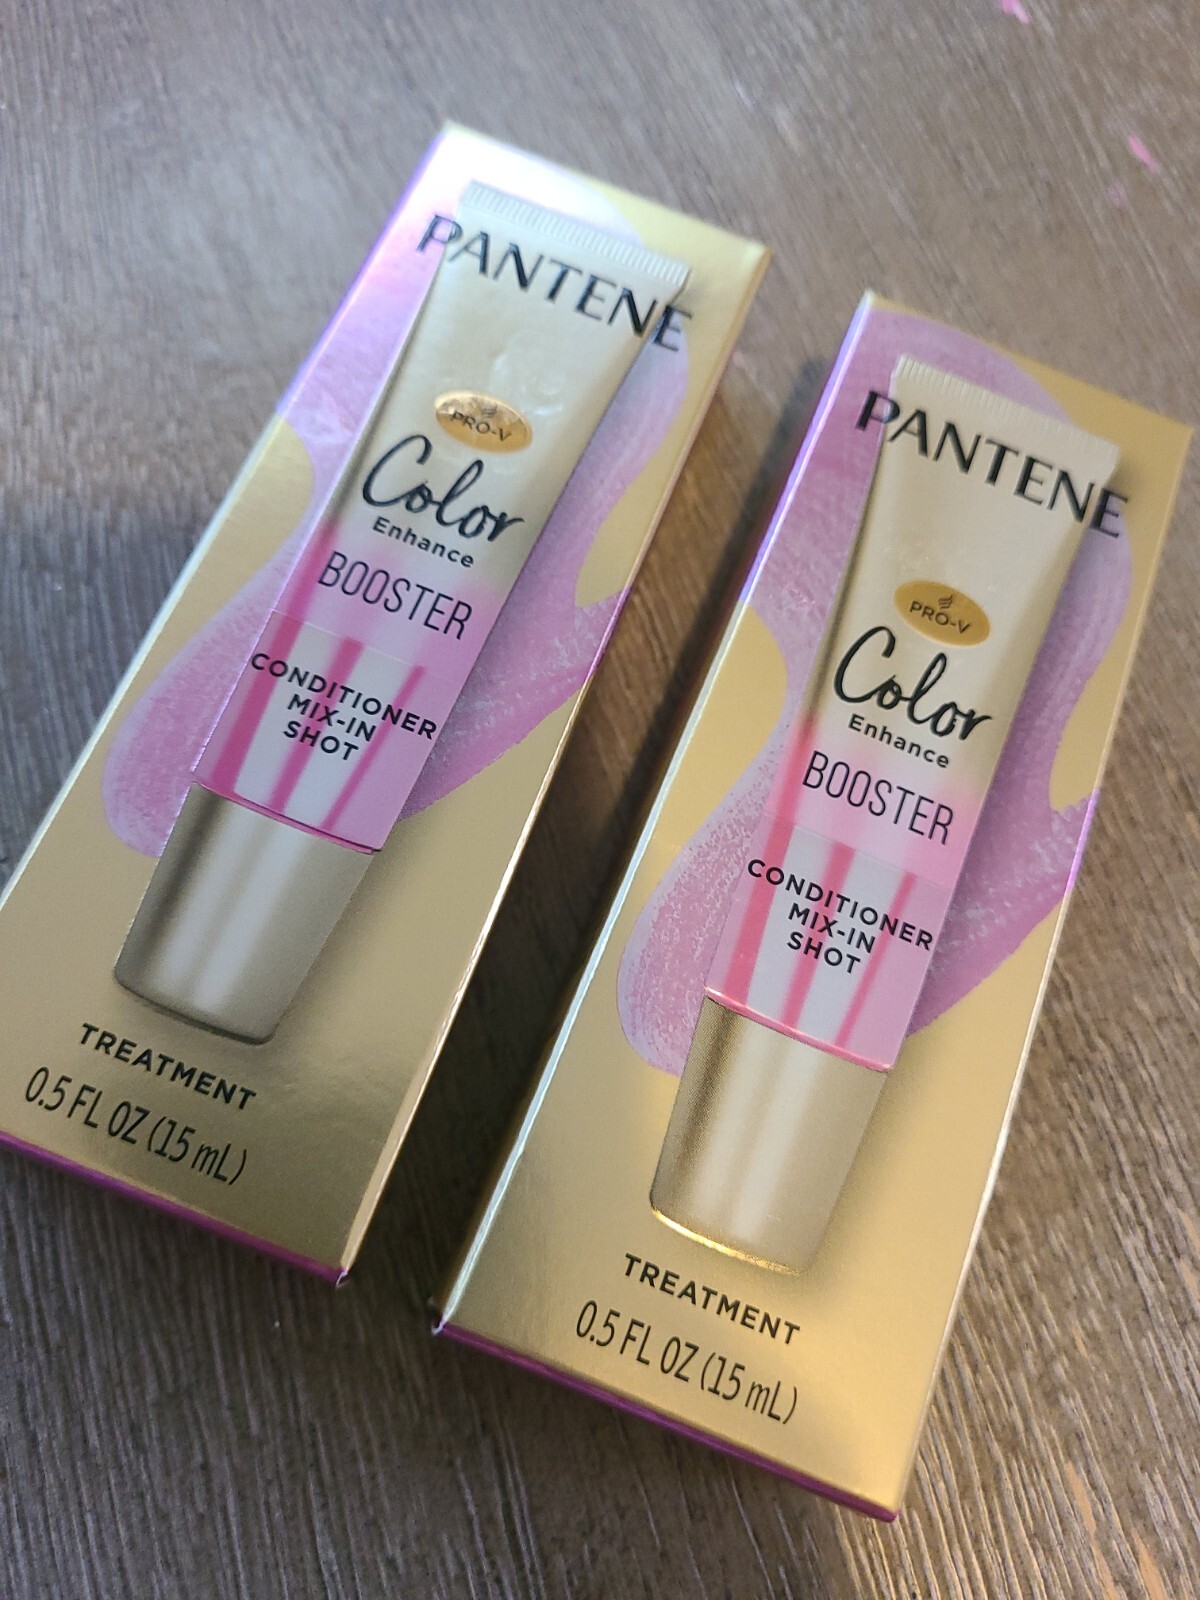 PANTENE
PRO-V
Color
Enhance
BOOSTER
CONDITIONER
MIX-IN
SHOT
TREATMENT
0.5 FL OZ (15 mL)
PANTENE
PRO-V
Color
Enhance
BOOSTER
CONDITIONER
MIX-IN
SHOT
TREATMENT
0.5 FL OZ (15 mL)